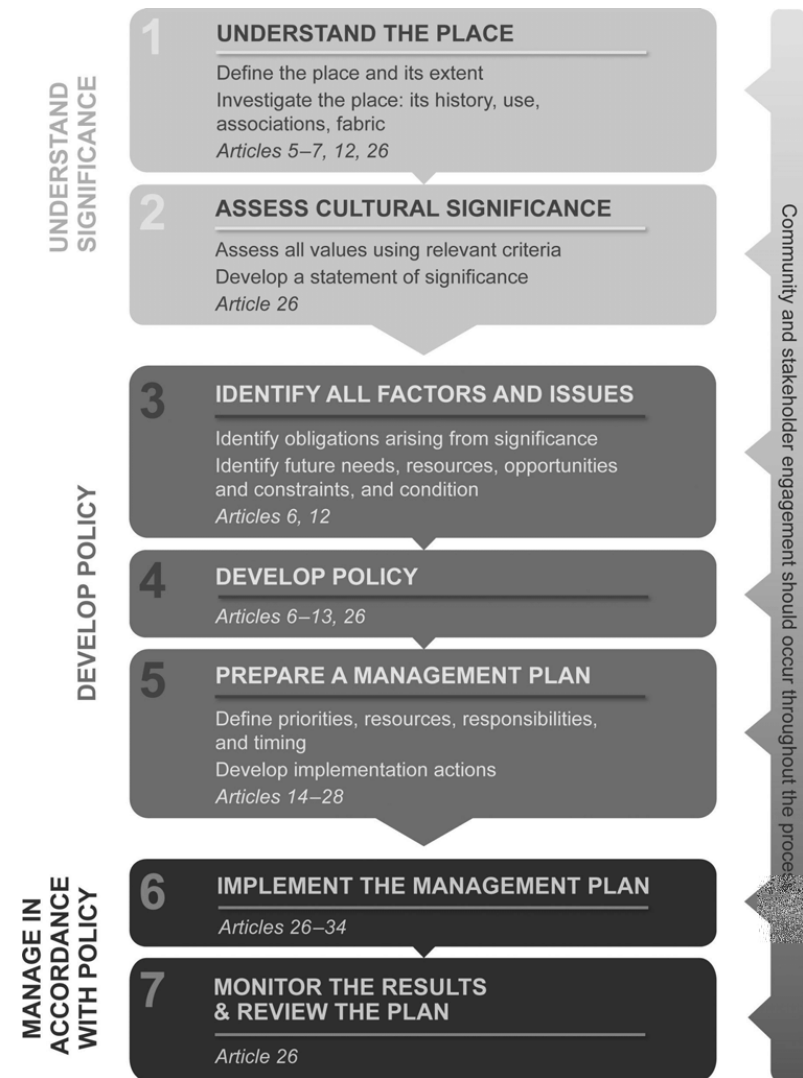 UNDERSTAND
SIGNIFICANCE
1
UNDERSTAND THE PLACE
Define the place and its extent
Investigate the place: its history, use,
associations, fabric
Articles 5–7, 12, 26
2
ASSESS CULTURAL SIGNIFICANCE
Assess all values using relevant criteria
Develop a statement of significance
Article 26
DEVELOP POLICY
3
IDENTIFY ALL FACTORS AND ISSUES
Identify obligations arising from significance
Identify future needs, resources, opportunities
and constraints, and condition
Articles 6, 12
4
DEVELOP POLICY
Articles 6–13, 26
5
PREPARE A MANAGEMENT PLAN
Define priorities, resources, responsibilities,
and timing
Develop implementation actions
Articles 14–28
MANAGE IN
ACCORDANCE
WITH POLICY
6
IMPLEMENT THE MANAGEMENT PLAN
Articles 26–34
7
MONITOR THE RESULTS
& REVIEW THE PLAN
Article 26
Community and stakeholder engagement should occur throughout the